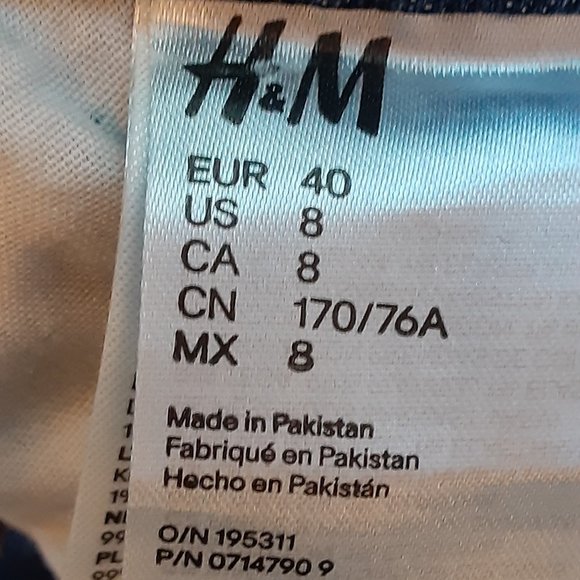 H&M
EUR 40
US 8
CA 8
CN 170/76A
MX 8
Made in Pakistan
Fabriqué en Pakistan
Hecho en Pakistán
O/N 195311
P/N 0714790 9